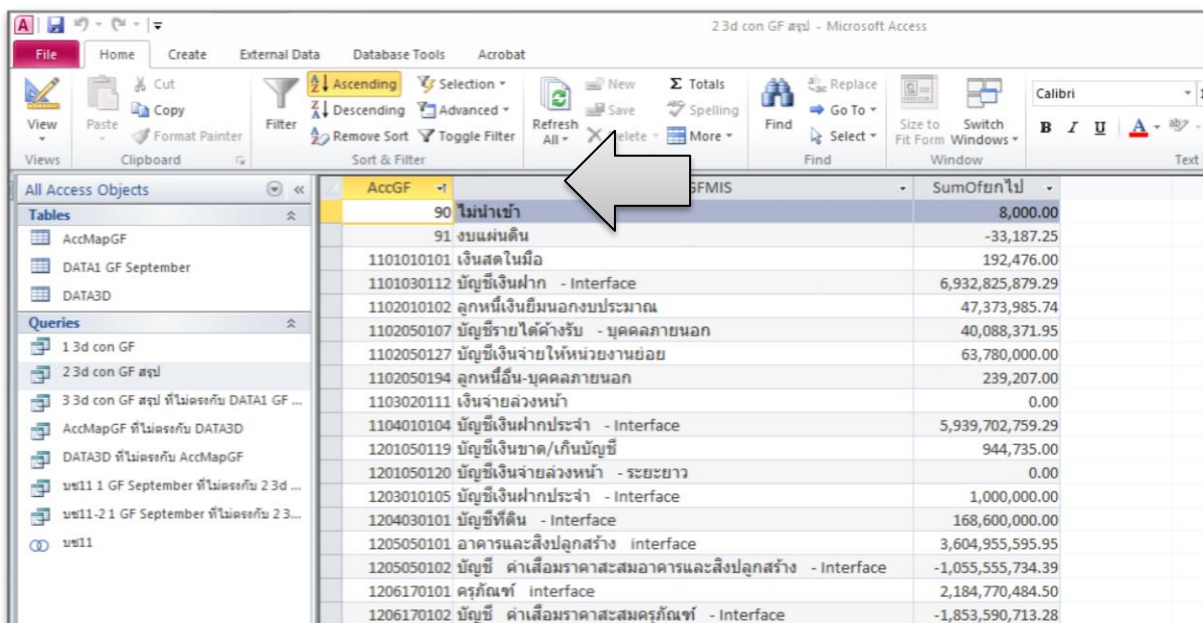 2 3d con GF สรุป - Microsoft Access
File Home Create External Data Database Tools Acrobat
View
Views
Paste
Cut
Copy
Format Painter
Clipboard
Filter
Ascending
Descending
Remove Sort
Selection
Advanced
Toggle Filter
Sort & Filter
Refresh All
New
Save
Delete
Totals
Spelling
More
Find
Replace
Go To
Select
Find
Size to Fit Form
Switch Windows
Window
Calibri
B I U A
Text
All Access Objects
Tables
AccMapGF
DATA1 GF September
DATA3D
Queries
1 3d con GF
2 3d con GF สรุป
3 3d con GF สรุป ที่ไม่ตรงกับ DATA1 GF ...
AccMapGF ที่ไม่ตรงกับ DATA3D
DATA3D ที่ไม่ตรงกับ AccMapGF
บช11 1 GF September ที่ไม่ตรงกับ 2 3d ...
บช11-2 1 GF September ที่ไม่ตรงกับ 2 3...
บช11
AccGF GFMIS SumOfยกไป
90 ไม่นำเข้า 8,000.00
91 งบแผ่นดิน -33,187.25
1101010101 เงินสดในมือ 192,476.00
1101030112 บัญชีเงินฝาก - Interface 6,932,825,879.29
1102010102 ลูกหนี้เงินยืมนอกงบประมาณ 47,373,985.74
1102050107 บัญชีรายได้ค้างรับ - บุคคลภายนอก 40,088,371.95
1102050127 บัญชีเงินจ่ายให้หน่วยงานย่อย 63,780,000.00
1102050194 ลูกหนี้อื่น-บุคคลภายนอก 239,207.00
1103020111 เงินจ่ายล่วงหน้า 0.00
1104010104 บัญชีเงินฝากประจำ - Interface 5,939,702,759.29
1201050119 บัญชีเงินขาด/เกินบัญชี 944,735.00
1201050120 บัญชีเงินจ่ายล่วงหน้า - ระยะยาว 0.00
1203010105 บัญชีเงินฝากประจำ - Interface 1,000,000.00
1204030101 บัญชีที่ดิน - Interface 168,600,000.00
1205050101 อาคารและสิ่งปลูกสร้าง interface 3,604,955,595.95
1205050102 บัญชี ค่าเสื่อมราคาสะสมอาคารและสิ่งปลูกสร้าง - Interface -1,055,555,734.39
1206170101 ครุภัณฑ์ interface 2,184,770,484.50
1206170102 บัญชี ค่าเสื่อมราคาสะสมครุภัณฑ์ - Interface -1,853,590,713.28